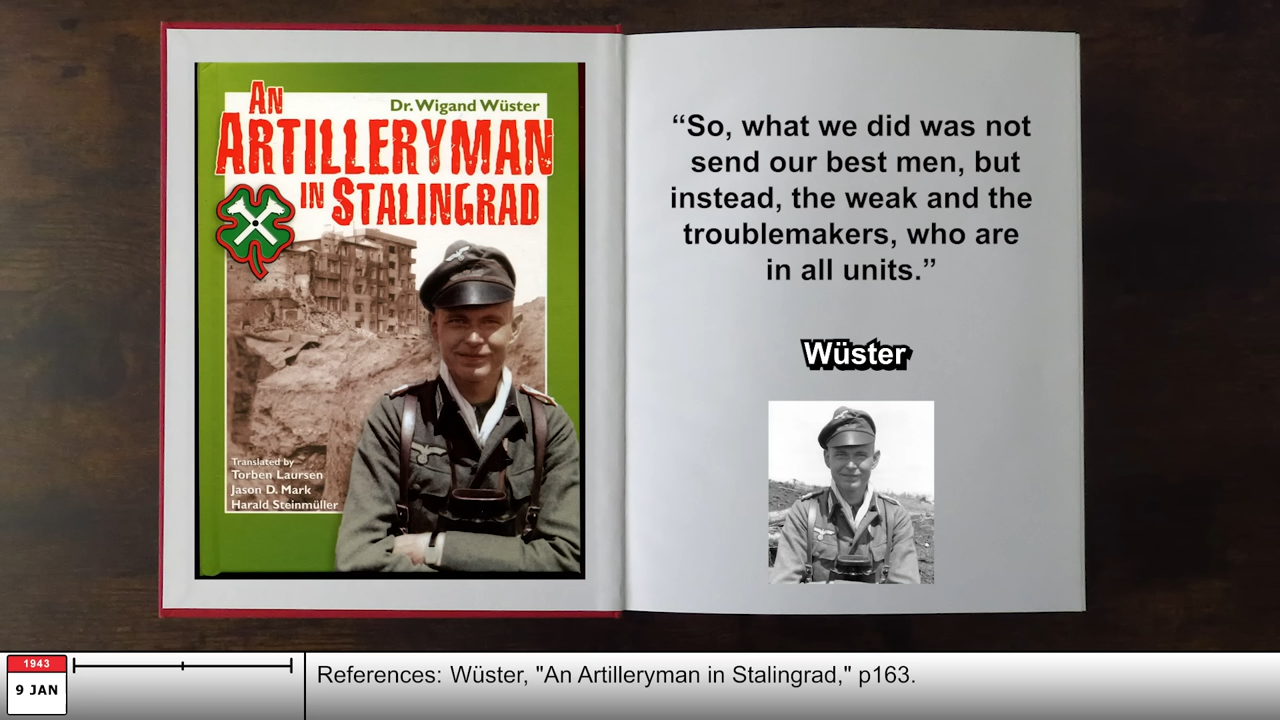 AN
ARTILLERYMAN
IN STALINGRAD
Dr. Wigand Wüster
Translated by
Torben Laursen
Jason D. Mark
Harald Steinmüller
“So, what we did was not
send our best men, but
instead, the weak and the
troublemakers, who are
in all units.”
Wüster
1943
9 JAN
References: Wüster, "An Artilleryman in Stalingrad," p163.